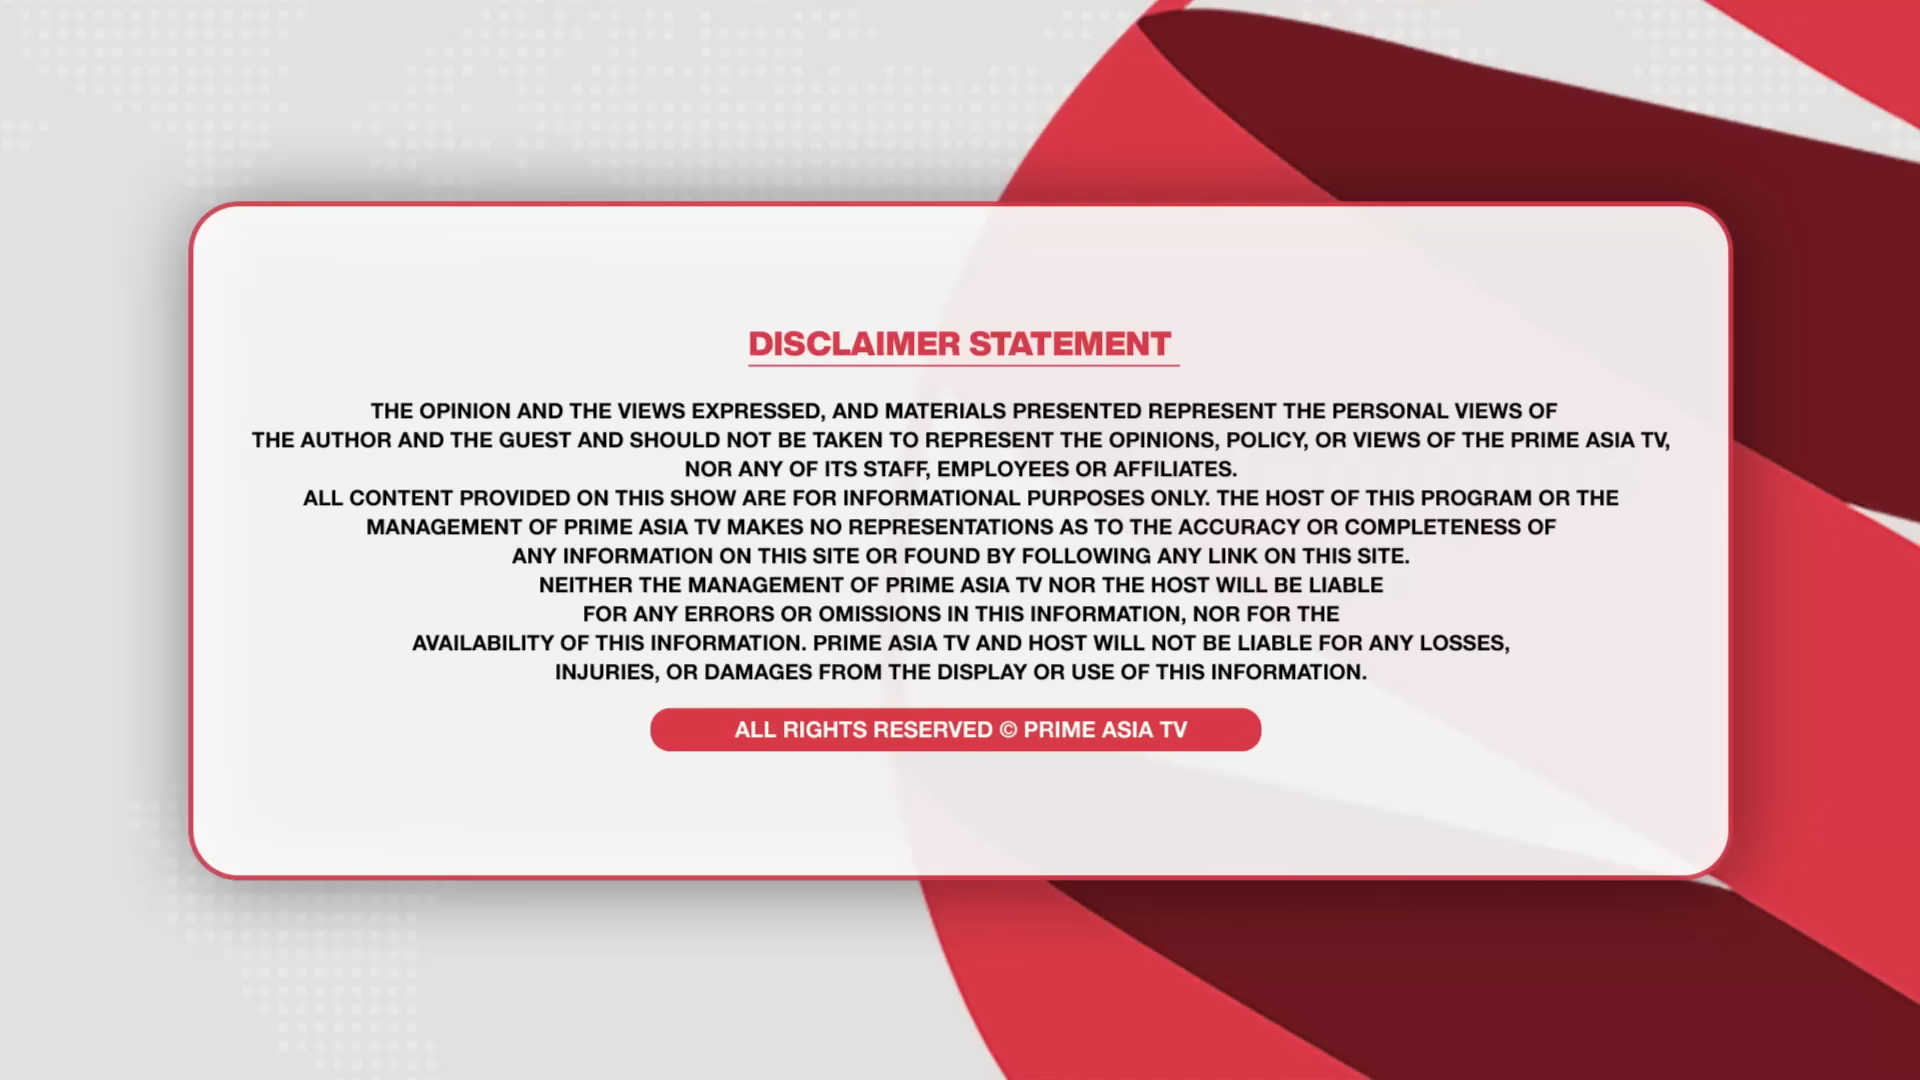 DISCLAIMER STATEMENT
THE OPINION AND THE VIEWS EXPRESSED, AND MATERIALS PRESENTED REPRESENT THE PERSONAL VIEWS OF
THE AUTHOR AND THE GUEST AND SHOULD NOT BE TAKEN TO REPRESENT THE OPINIONS, POLICY, OR VIEWS OF THE PRIME ASIA TV,
NOR ANY OF ITS STAFF, EMPLOYEES OR AFFILIATES.
ALL CONTENT PROVIDED ON THIS SHOW ARE FOR INFORMATIONAL PURPOSES ONLY. THE HOST OF THIS PROGRAM OR THE
MANAGEMENT OF PRIME ASIA TV MAKES NO REPRESENTATIONS AS TO THE ACCURACY OR COMPLETENESS OF
ANY INFORMATION ON THIS SITE OR FOUND BY FOLLOWING ANY LINK ON THIS SITE.
NEITHER THE MANAGEMENT OF PRIME ASIA TV NOR THE HOST WILL BE LIABLE
FOR ANY ERRORS OR OMISSIONS IN THIS INFORMATION, NOR FOR THE
AVAILABILITY OF THIS INFORMATION. PRIME ASIA TV AND HOST WILL NOT BE LIABLE FOR ANY LOSSES,
INJURIES, OR DAMAGES FROM THE DISPLAY OR USE OF THIS INFORMATION.
ALL RIGHTS RESERVED © PRIME ASIA TV